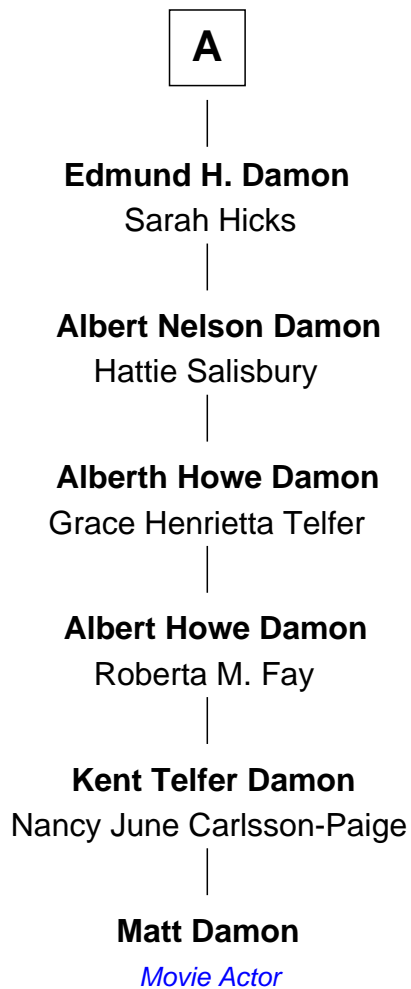 A
Edmund H. Damon
Sarah Hicks
Albert Nelson Damon
Hattie Salisbury
Alberth Howe Damon
Grace Henrietta Telfer
Albert Howe Damon
Roberta M. Fay
Kent Telfer Damon
Nancy June Carlsson-Paige
Matt Damon
Movie Actor